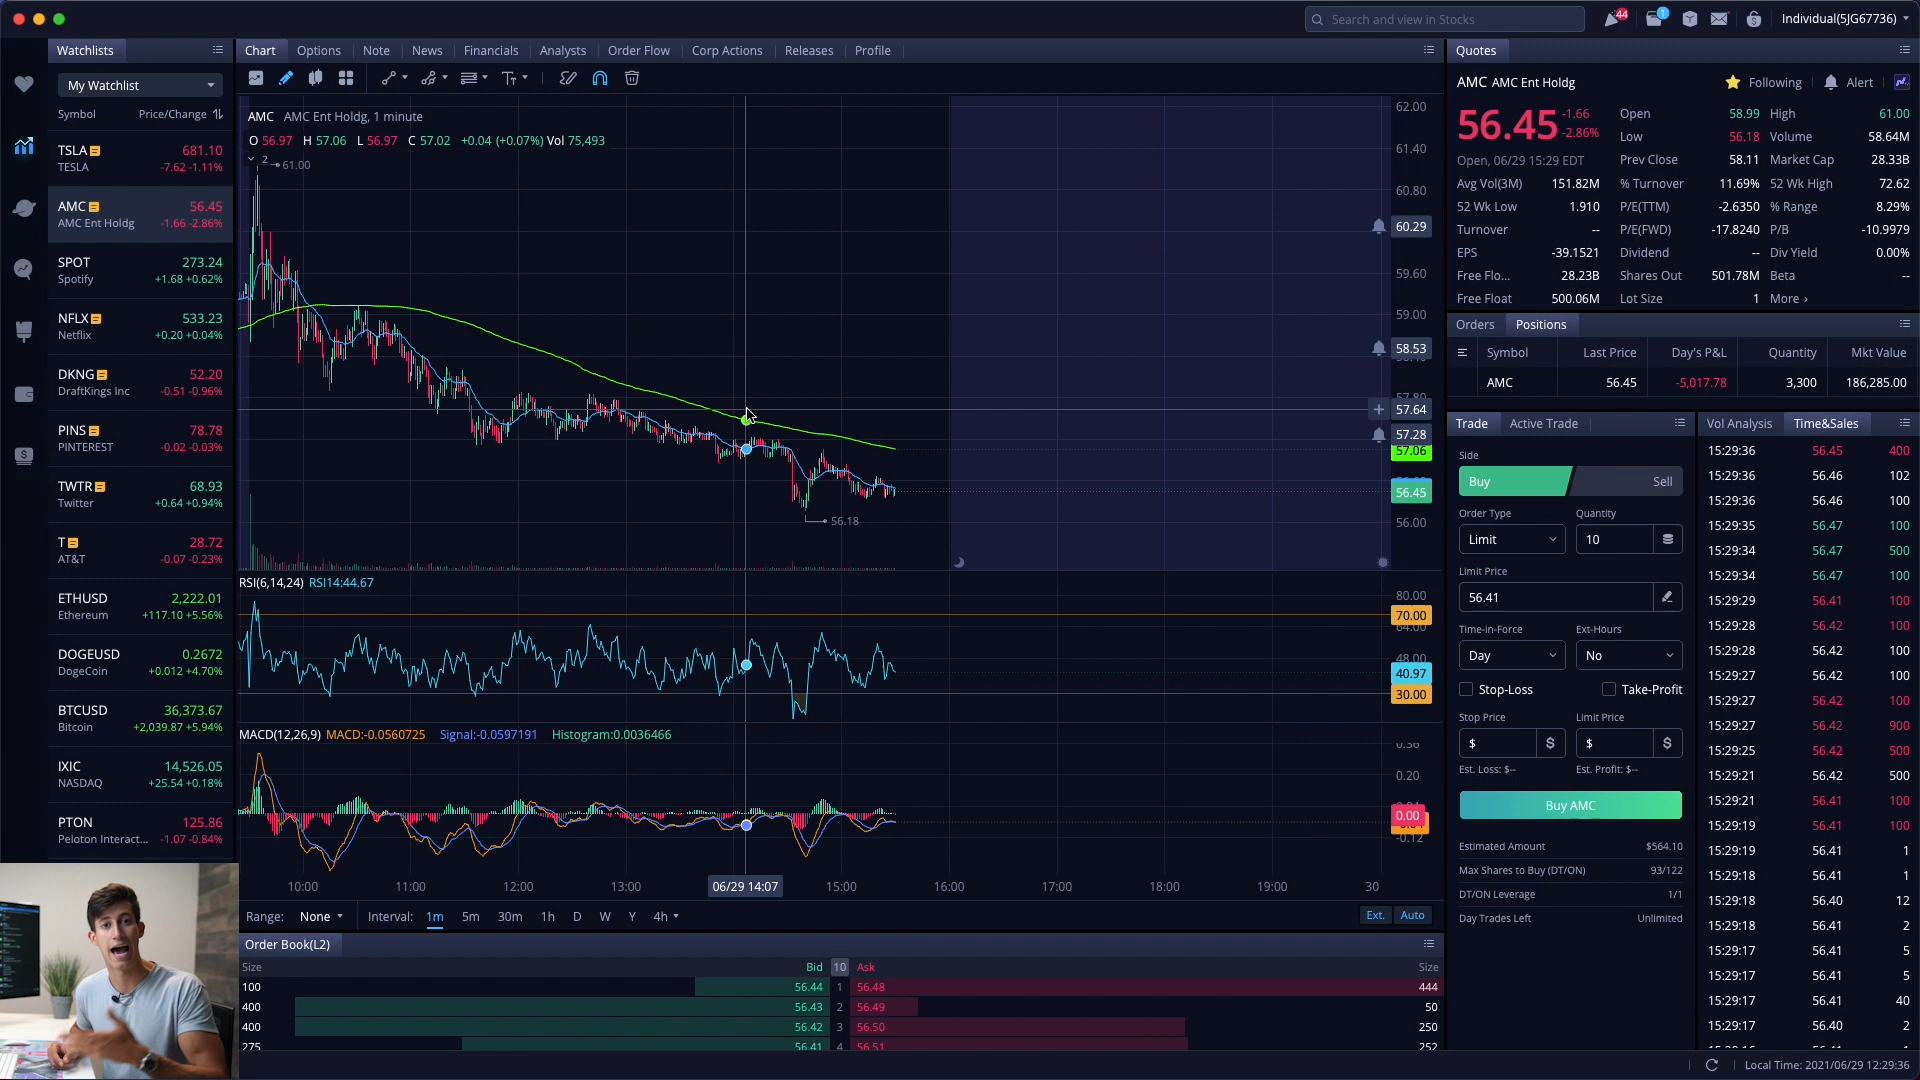 Search and view in Stocks
44
1
Individual(5JG67736)
Watchlists
My Watchlist
Symbol Price/Change
TSLA 681.10
TESLA -7.62 -1.11%
AMC 56.45
AMC Ent Holdg -1.66 -2.86%
SPOT 273.24
Spotify +1.68 +0.62%
NFLX 533.23
Netflix +0.20 +0.04%
DKNG 52.20
DraftKings Inc -0.51 -0.96%
PINS 78.78
PINTEREST -0.02 -0.03%
TWTR 68.93
Twitter +0.64 +0.94%
T 28.72
AT&T -0.07 -0.23%
ETHUSD 2,222.01
Ethereum +117.10 +5.56%
DOGEUSD 0.2672
DogeCoin +0.012 +4.70%
BTCUSD 36,373.67
Bitcoin +2,039.87 +5.94%
IXIC 14,526.05
NASDAQ +25.54 +0.18%
PTON 125.86
Peloton Interact... -1.07 -0.84%
Chart Options Note News Financials Analysts Order Flow Corp Actions Releases Profile
AMC AMC Ent Holdg, 1 minute
O 56.97 H 57.06 L 56.97 C 57.02 +0.04 (+0.07%) Vol 75,493
2
61.00
56.18
62.00
61.40
60.80
60.29
59.60
59.00
58.53
57.80
57.64
57.28
57.06
56.45
56.00
RSI(6,14,24) RSI14:44.67
80.00
70.00
64.00
48.00
40.97
30.00
MACD(12,26,9) MACD:-0.0560725 Signal:-0.0597191 Histogram:0.0036466
0.36
0.20
0.00
-0.12
10:00 11:00 12:00 13:00 06/29 14:07 15:00 16:00 17:00 18:00 19:00 30
Range: None Interval: 1m 5m 30m 1h D W Y 4h Ext. Auto
Order Book(L2)
Size Bid 10 Ask Size
100 56.44 1 56.48 444
400 56.43 2 56.49 50
400 56.42 3 56.50 250
275 56.41 4 56.51 252
Quotes
AMC AMC Ent Holdg Following Alert
56.45 -1.66 -2.86%
Open, 06/29 15:29 EDT
Open 58.99 High 61.00
Low 56.18 Volume 58.64M
Prev Close 58.11 Market Cap 28.33B
Avg Vol(3M) 151.82M % Turnover 11.69% 52 Wk High 72.62
52 Wk Low 1.910 P/E(TTM) -2.6350 % Range 8.29%
Turnover -- P/E(FWD) -17.8240 P/B -10.9979
EPS -39.1521 Dividend -- Div Yield 0.00%
Free Flo... 28.23B Shares Out 501.78M Beta --
Free Float 500.06M Lot Size 1 More ›
Orders Positions
Symbol Last Price Day's P&L Quantity Mkt Value
AMC 56.45 -5,017.78 3,300 186,285.00
Trade Active Trade
Side
Buy Sell
Order Type Quantity
Limit 10
Limit Price
56.41
Time-in-Force Ext-Hours
Day No
Stop-Loss Take-Profit
Stop Price Limit Price
$ $ $ $
Est. Loss: $-- Est. Profit: $--
Buy AMC
Estimated Amount $564.10
Max Shares to Buy (DT/ON) 93/122
DT/ON Leverage 1/1
Day Trades Left Unlimited
Vol Analysis Time&Sales
15:29:36 56.45 400
15:29:36 56.46 102
15:29:36 56.46 100
15:29:35 56.47 100
15:29:34 56.47 500
15:29:34 56.47 100
15:29:29 56.41 100
15:29:28 56.42 100
15:29:28 56.42 100
15:29:27 56.42 100
15:29:27 56.42 100
15:29:27 56.42 900
15:29:25 56.42 500
15:29:21 56.42 500
15:29:21 56.41 100
15:29:19 56.41 100
15:29:19 56.41 1
15:29:18 56.41 1
15:29:18 56.40 12
15:29:18 56.41 2
15:29:17 56.41 5
15:29:17 56.41 5
15:29:17 56.41 40
15:29:17 56.40 2
Local Time: 2021/06/29 12:29:36